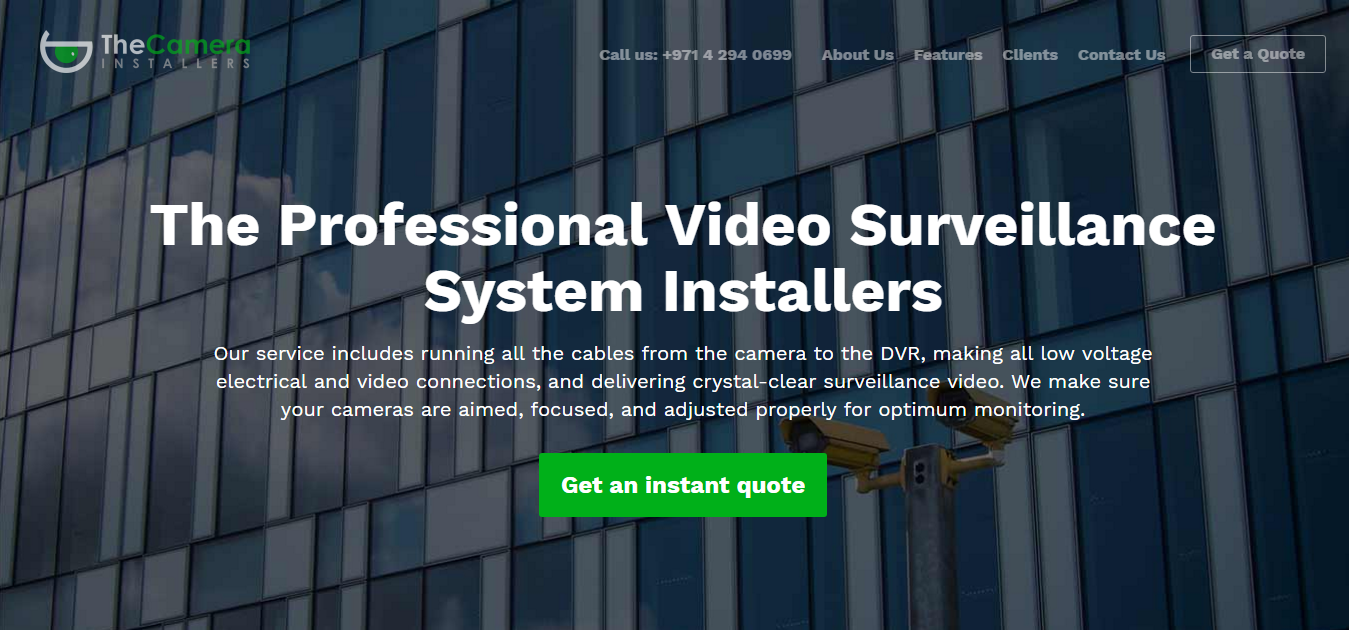 TheCamera
INSTALLERS
Call us: +971 4 294 0699
About Us
Features
Clients
Contact Us
Get a Quote
The Professional Video Surveillance
System Installers
Our service includes running all the cables from the camera to the DVR, making all low voltage
electrical and video connections, and delivering crystal-clear surveillance video. We make sure
your cameras are aimed, focused, and adjusted properly for optimum monitoring.
Get an instant quote